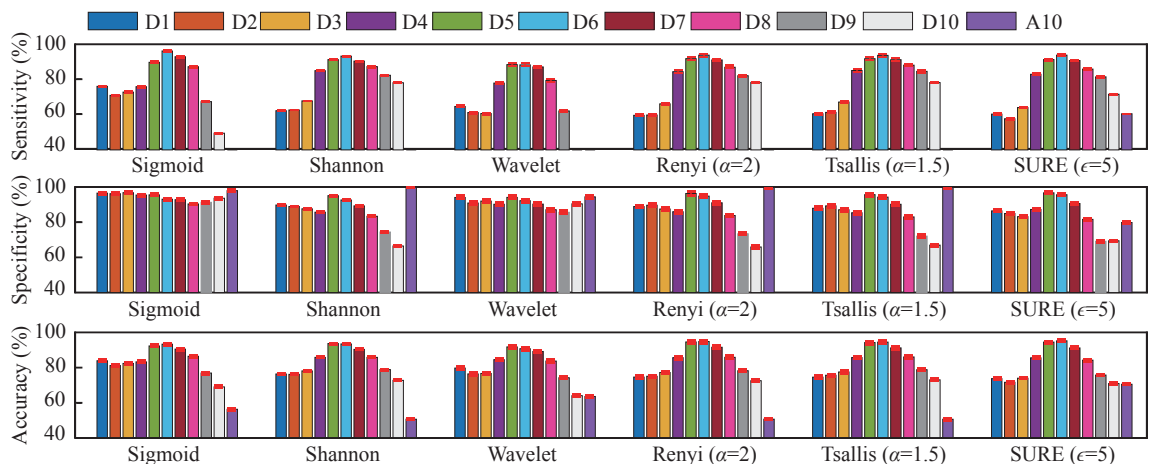 D1 D2 D3 D4 D5 D6 D7 D8 D9 D10 A10
Sensitivity (%)
100
80
60
40
Sigmoid Shannon Wavelet Renyi (α=2) Tsallis (α=1.5) SURE (ϵ=5)
Specificity (%)
100
80
60
40
Sigmoid Shannon Wavelet Renyi (α=2) Tsallis (α=1.5) SURE (ϵ=5)
Accuracy (%)
100
80
60
40
Sigmoid Shannon Wavelet Renyi (α=2) Tsallis (α=1.5) SURE (ϵ=5)